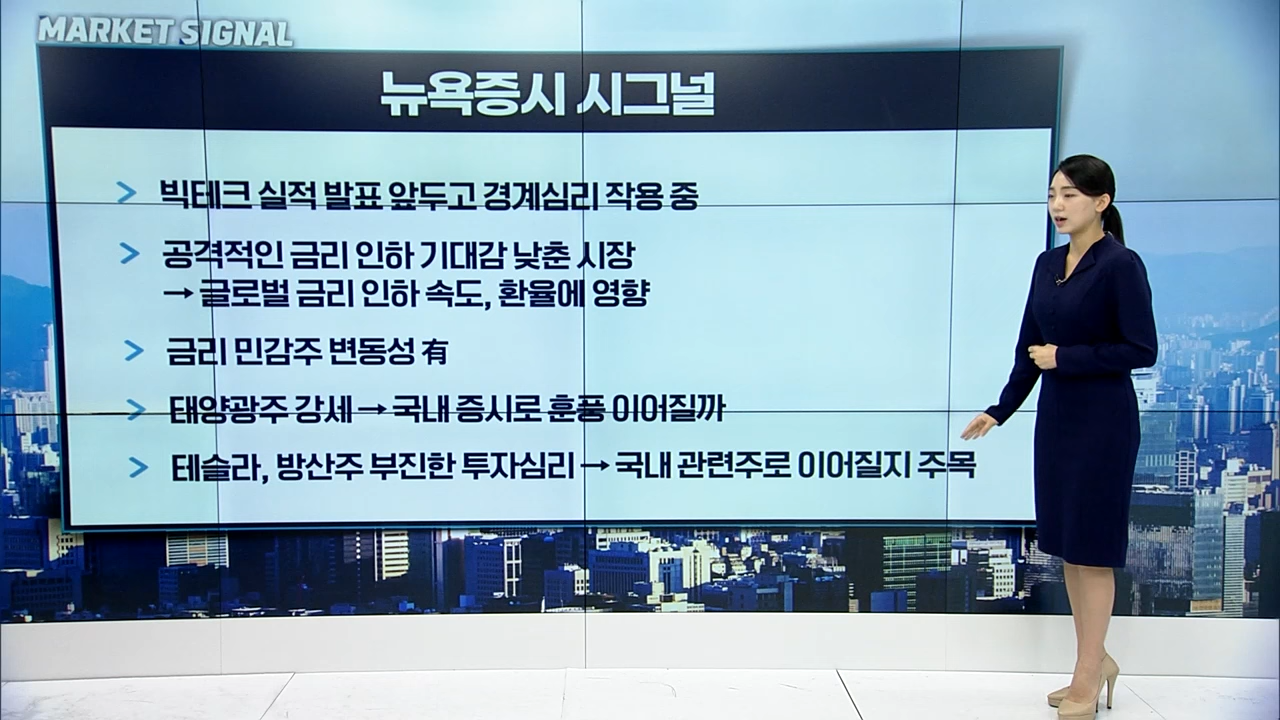 MARKET SIGNAL
뉴욕증시 시그널
빅테크 실적 발표 앞두고 경계심리 작용 중
공격적인 금리 인하 기대감 낮춘 시장
→ 글로벌 금리 인하 속도, 환율에 영향
금리 민감주 변동성 有
태양광주 강세 → 국내 증시로 훈풍 이어질까
테슬라, 방산주 부진한 투자심리 → 국내 관련주로 이어질지 주목